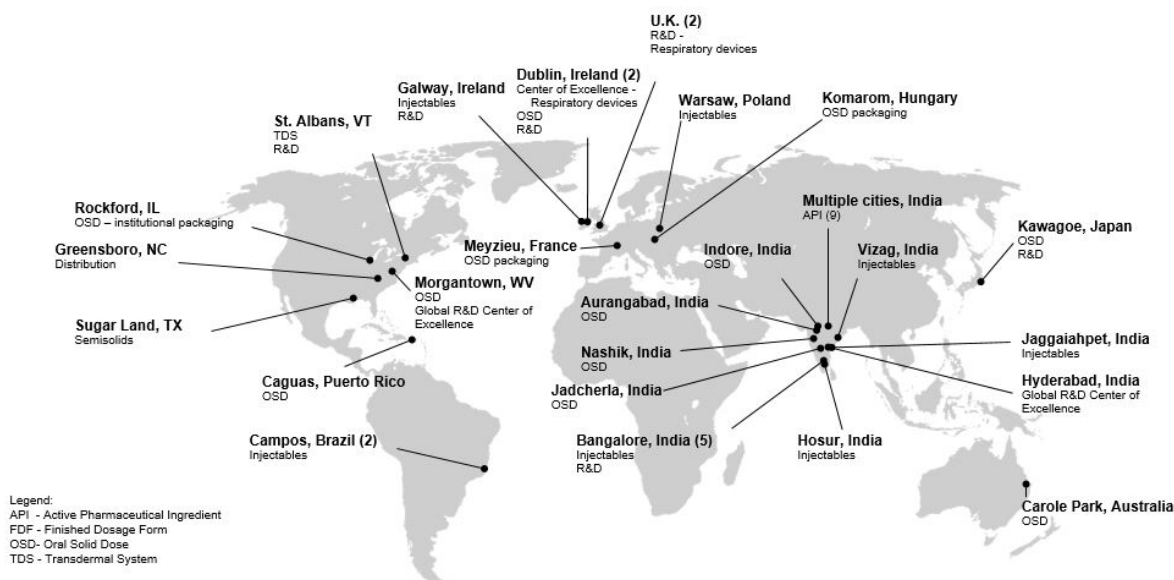 U.K. (2)
R&D -
Respiratory devices
Dublin, Ireland (2)
Center of Excellence -
Respiratory devices
OSD
R&D
Galway, Ireland
Injectables
R&D
Warsaw, Poland
Injectables
Komarom, Hungary
OSD packaging
St. Albans, VT
TDS
R&D
Rockford, IL
OSD – institutional packaging
Greensboro, NC
Distribution
Meyzieu, France
OSD packaging
Multiple cities, India
API (9)
Indore, India
OSD
Vizag, India
Injectables
Kawagoe, Japan
OSD
R&D
Morgantown, WV
OSD
Global R&D Center of
Excellence
Aurangabad, India
OSD
Sugar Land, TX
Semisolids
Nashik, India
OSD
Jaggaiahpet, India
Injectables
Caguas, Puerto Rico
OSD
Jadcherla, India
OSD
Hyderabad, India
Global R&D Center of
Excellence
Campos, Brazil (2)
Injectables
Bangalore, India (5)
Injectables
R&D
Hosur, India
Injectables
Carole Park, Australia
OSD
Legend:
API - Active Pharmaceutical Ingredient
FDF - Finished Dosage Form
OSD- Oral Solid Dose
TDS - Transdermal System